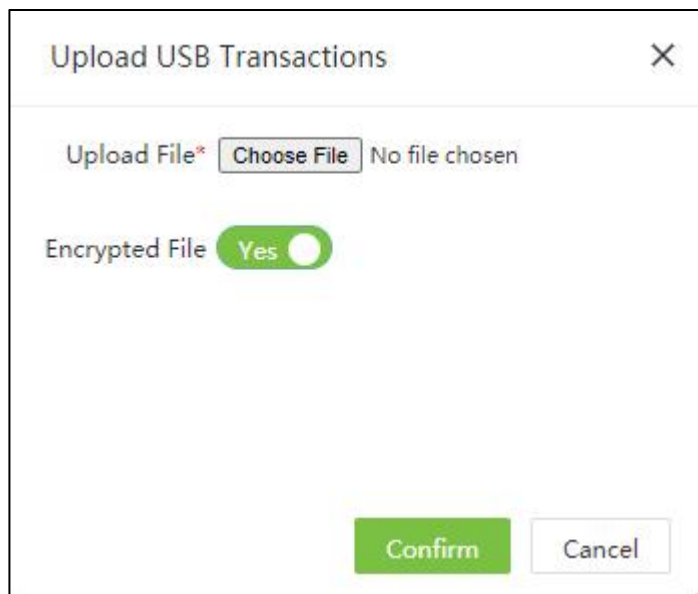 Upload USB Transactions
Upload File* Choose File No file chosen
Encrypted File Yes
Confirm Cancel